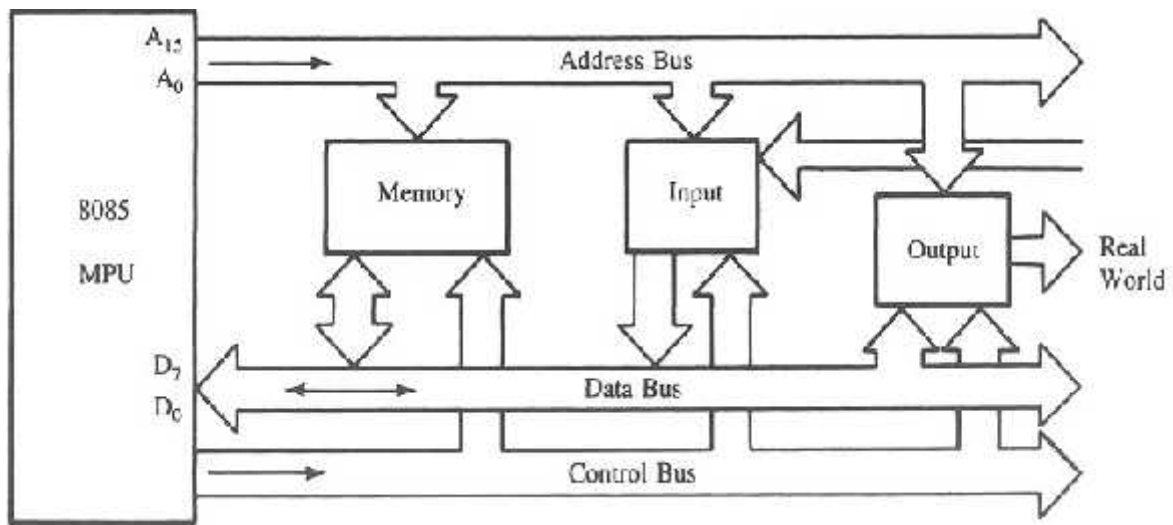 A15
A0
Address Bus
8085
MPU
Memory
Input
Output
Real
World
D7
D0
Data Bus
Control Bus